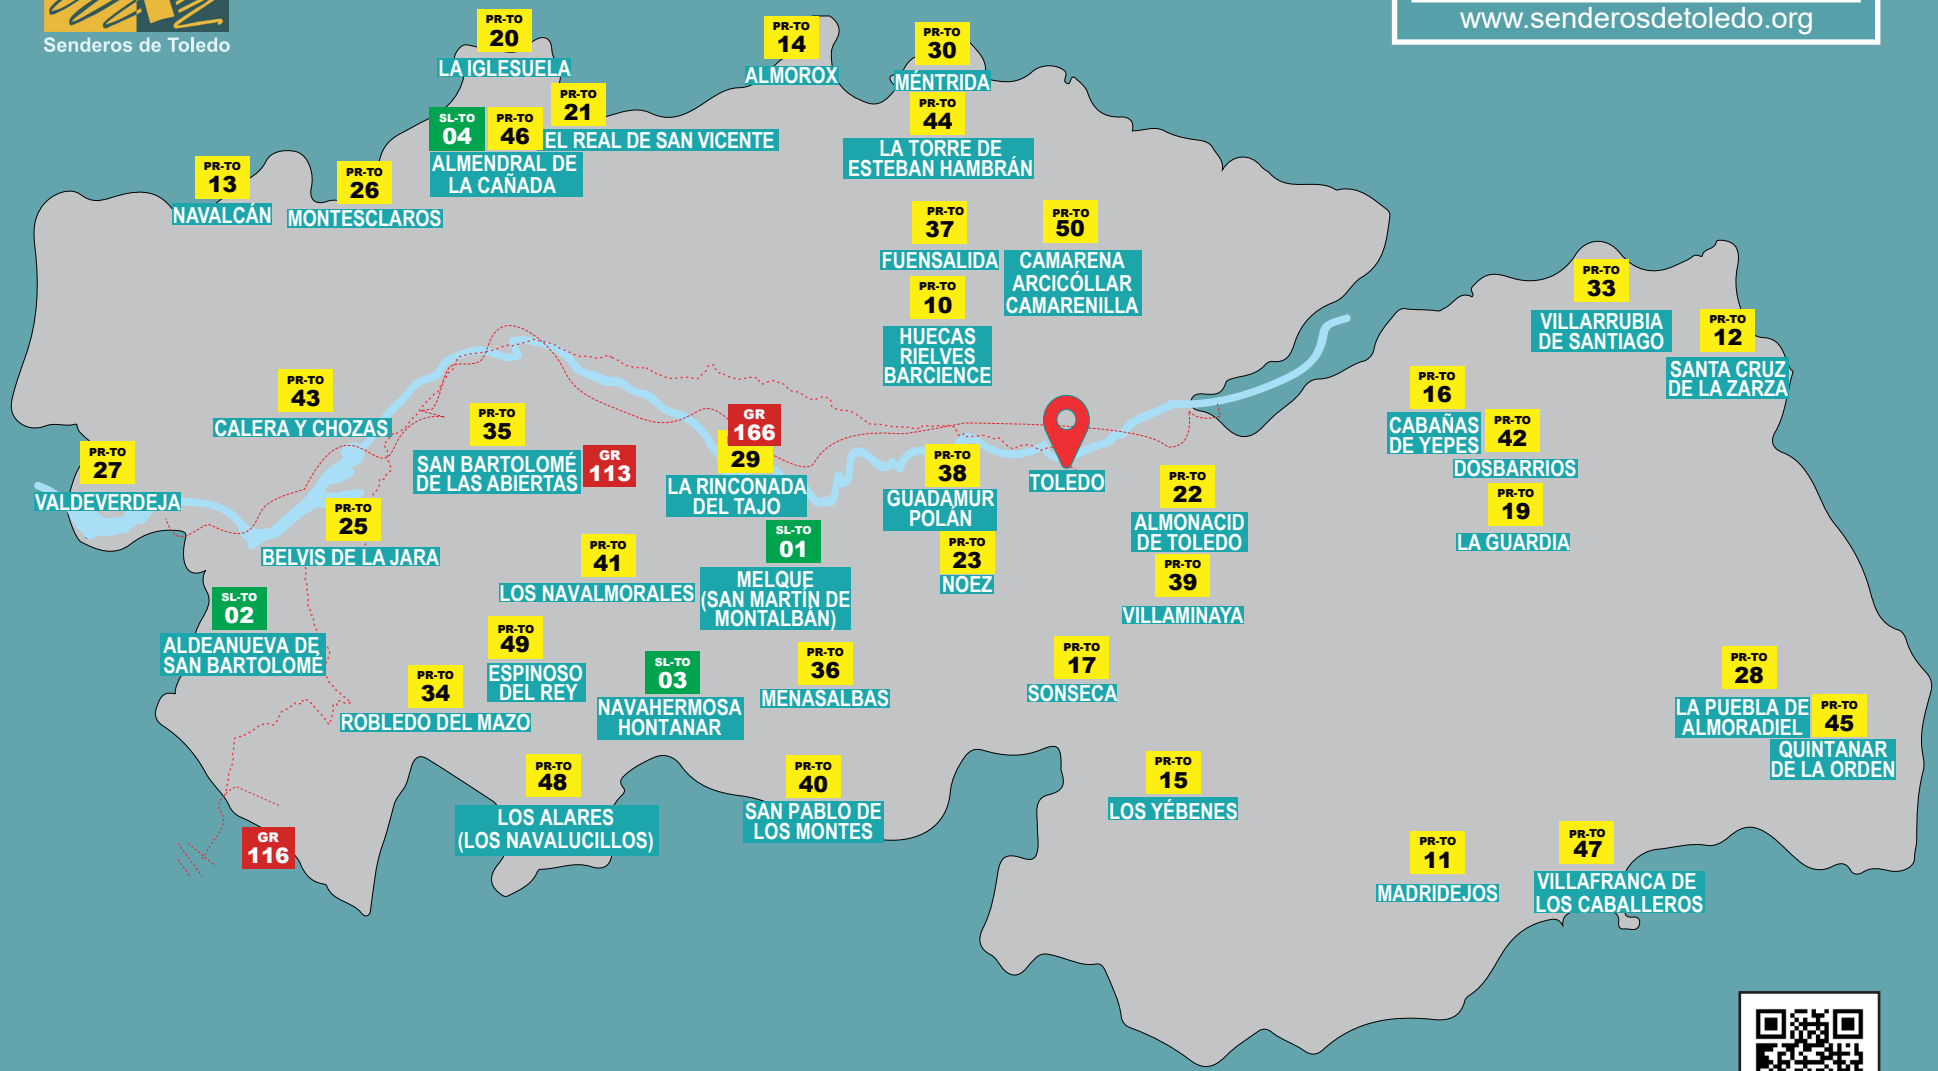 Senderos de Toledo
www.senderosdetoledo.org
PR-TO
20
LA IGLESUELA
PR-TO
14
ALMOROX
PR-TO
30
MÉNTRIDA
PR-TO
21
EL REAL DE SAN VICENTE
SL-TO
04
PR-TO
46
ALMENDRAL DE
LA CAÑADA
PR-TO
44
LA TORRE DE
ESTEBAN HAMBRÁN
PR-TO
13
NAVALCÁN
PR-TO
26
MONTESCLAROS
PR-TO
37
FUENSALIDA
PR-TO
50
CAMARENA
ARCICÓLLAR
CAMARENILLA
PR-TO
10
HUECAS
RIELVES
BARCIENCE
PR-TO
33
VILLARRUBIA
DE SANTIAGO
PR-TO
12
SANTA CRUZ
DE LA ZARZA
PR-TO
43
CALERA Y CHOZAS
PR-TO
35
SAN BARTOLOMÉ
DE LAS ABIERTAS
GR
113
GR
166
29
LA RINCONADA
DEL TAJO
PR-TO
16
CABAÑAS
DE YEPES
PR-TO
42
DOSBARRIOS
PR-TO
27
VALDEVERDEJA
PR-TO
38
GUADAMUR
POLÁN
TOLEDO
PR-TO
22
ALMONACID
DE TOLEDO
PR-TO
19
LA GUARDIA
PR-TO
25
BELVIS DE LA JARA
PR-TO
41
LOS NAVALMORALES
SL-TO
01
MELQUE
(SAN MARTÍN DE
MONTALBÁN)
PR-TO
23
NOEZ
PR-TO
39
VILLAMINAYA
SL-TO
02
ALDEANUEVA DE
SAN BARTOLOMÉ
PR-TO
49
ESPINOSO
DEL REY
PR-TO
34
ROBLEDO DEL MAZO
SL-TO
03
NAVAHERMOSA
HONTANAR
PR-TO
36
MENASALBAS
PR-TO
17
SONSECA
PR-TO
28
LA PUEBLA DE
ALMORADIEL
PR-TO
45
QUINTANAR
DE LA ORDEN
PR-TO
48
LOS ALARES
(LOS NAVALUCILLOS)
PR-TO
40
SAN PABLO DE
LOS MONTES
PR-TO
15
LOS YÉBENES
GR
116
PR-TO
11
MADRIDEJOS
PR-TO
47
VILLAFRANCA DE
LOS CABALLEROS